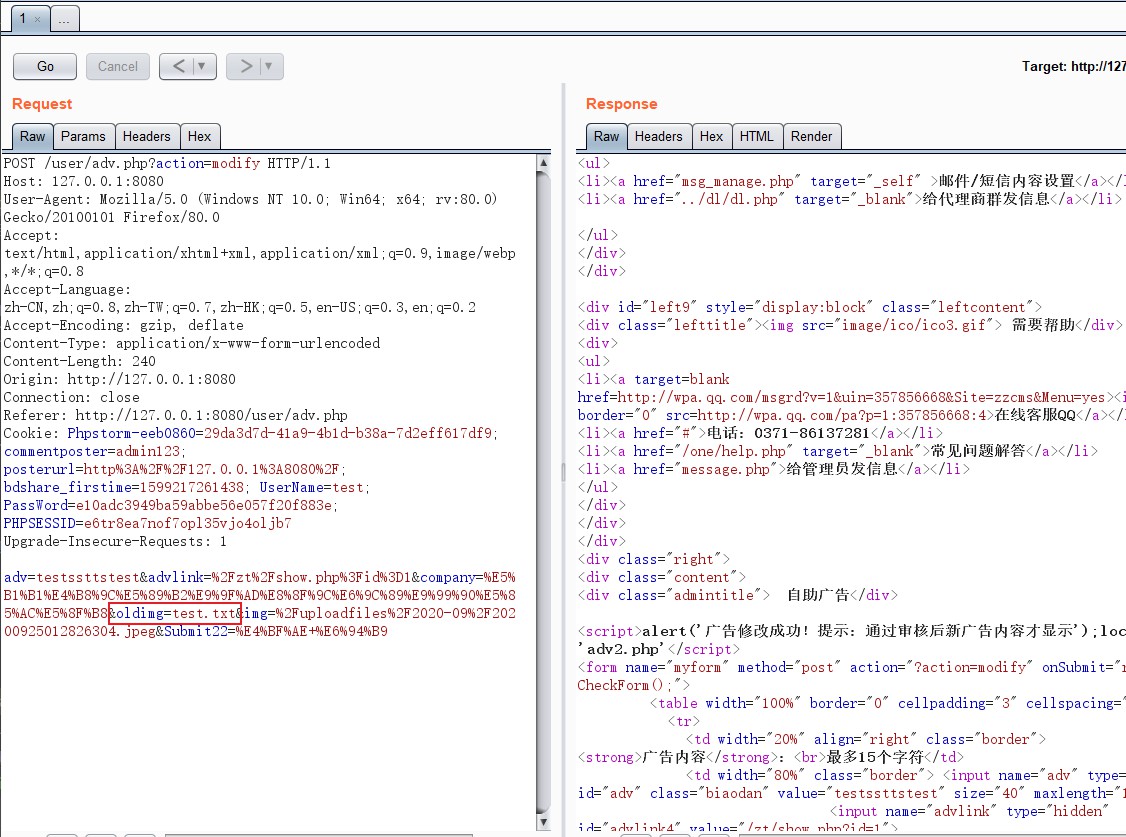 1 × ...
Go Cancel < ▼ > ▼ Target: http://127
Request
Raw Params Headers Hex
POST /user/adv.php?action=modify HTTP/1.1
Host: 127.0.0.1:8080
User-Agent: Mozilla/5.0 (Windows NT 10.0; Win64; x64; rv:80.0)
Gecko/20100101 Firefox/80.0
Accept:
text/html,application/xhtml+xml,application/xml;q=0.9,image/webp
,*/*;q=0.8
Accept-Language:
zh-CN,zh;q=0.8,zh-TW;q=0.7,zh-HK;q=0.5,en-US;q=0.3,en;q=0.2
Accept-Encoding: gzip, deflate
Content-Type: application/x-www-form-urlencoded
Content-Length: 240
Origin: http://127.0.0.1:8080
Connection: close
Referer: http://127.0.0.1:8080/user/adv.php
Cookie: Phpstorm-eeb0860=29da3d7d-41a9-4b1d-b38a-7d2eff617df9;
commentposter=admin123;
posterurl=http%3A%2F%2F127.0.0.1%3A8080%2F;
bdshare_firstime=1599217261438; UserName=test;
PassWord=e10adc3949ba59abbe56e057f20f883e;
PHPSESSID=e6tr8ea7nof7opl35vjo4oljb7
Upgrade-Insecure-Requests: 1
adv=testssttstest&advlink=%2Fzt%2Fshow.php%3Fid%3D1&company=%E5%
B1%B1%E4%B8%9C%E5%89%B2%E9%9F%AD%E8%8F%9C%E6%9C%89%E9%99%90%E5%8
5%AC%E5%8F%B8&oldimg=test.txt&img=%2Fuploadfiles%2F2020-09%2F202
00925012826304.jpeg&Submit22=%E4%BF%AE+%E6%94%B9
Response
Raw Headers Hex HTML Render
<ul>
<li><a href="msg_manage.php" target="_self" >邮件/短信内容设置</a></l
<li><a href="../dl/dl.php" target="_blank">给代理商群发信息</a></li>
</ul>
</div>
</div>
<div id="left9" style="display:block" class="leftcontent">
<div class="lefttitle"><img src="image/ico/ico3.gif"> 需要帮助</div>
<div>
<ul>
<li><a target=blank
href=http://wpa.qq.com/msgrd?v=1&uin=357856668&Site=zzcms&Menu=yes><i
border="0" src=http://wpa.qq.com/pa?p=1:357856668:4>在线客服QQ</a></l
<li><a href="#">电话：0371-86137281</a></li>
<li><a href="/one/help.php" target="_blank">常见问题解答</a></li>
<li><a href="message.php">给管理员发信息</a></li>
</ul>
</div>
</div>
</div>
<div class="right">
<div class="content">
<div class="admintitle"> 自助广告</div>
<script>alert('广告修改成功！提示：通过审核后新广告内容才显示');loc
'adv2.php'</script>
<form name="myform" method="post" action="?action=modify" onSubmit="r
CheckForm();">
<table width="100%" border="0" cellpadding="3" cellspacing="
<tr>
<td width="20%" align="right" class="border">
<strong>广告内容</strong>：<br>最多15个字符</td>
<td width="80%" class="border"> <input name="adv" type=
id="adv" class="biaodan" value="testssttstest" size="40" maxlength="1
<input name="advlink" type="hidden"
id="advlink4" value="/zt/show.php?id=1">